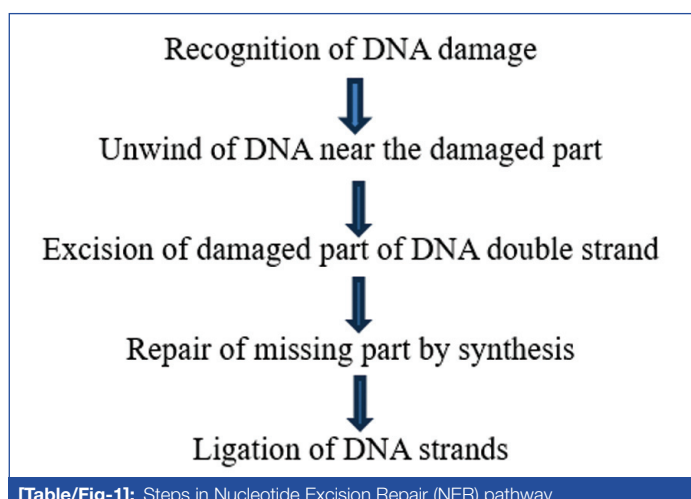 Recognition of DNA damage
Unwind of DNA near the damaged part
Excision of damaged part of DNA double strand
Repair of missing part by synthesis
Ligation of DNA strands
[Table/Fig-1]: Steps in Nucleotide Excision Repair (NER) pathway